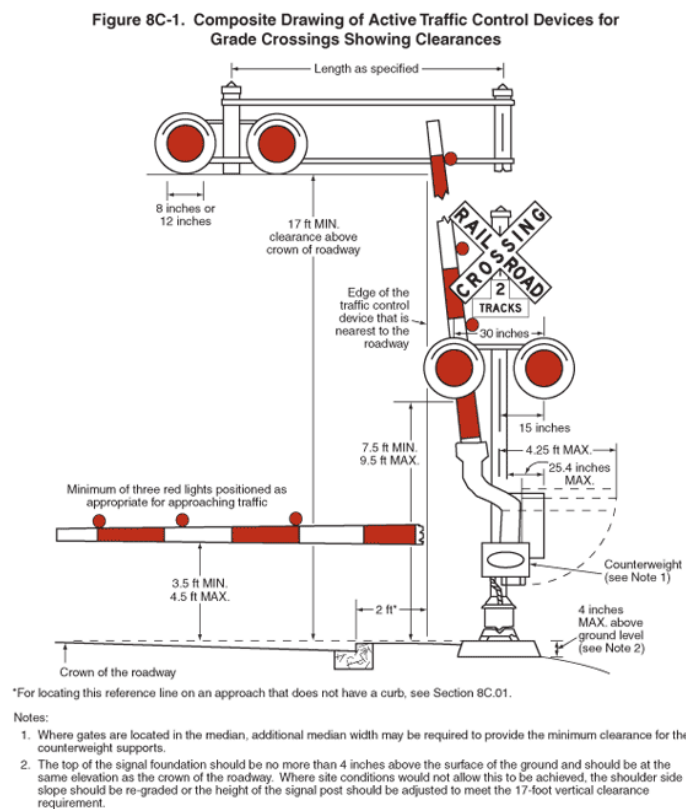 Figure 8C-1. Composite Drawing of Active Traffic Control Devices for
Grade Crossings Showing Clearances
Length as specified
8 inches or
12 inches
17 ft MIN.
clearance above
crown of roadway
RAIL ROAD
CROSSING
2
TRACKS
Edge of the
traffic control
device that is
nearest to the
roadway
30 inches
15 inches
7.5 ft MIN.
9.5 ft MAX.
4.25 ft MAX.
25.4 inches
MAX.
Minimum of three red lights positioned as
appropriate for approaching traffic
Counterweight
(see Note 1)
3.5 ft MIN.
4.5 ft MAX.
2 ft*
4 inches
MAX. above
ground level
(see Note 2)
Crown of the roadway
*For locating this reference line on an approach that does not have a curb, see Section 8C.01.
Notes:
1. Where gates are located in the median, additional median width may be required to provide the minimum clearance for the
counterweight supports.
2. The top of the signal foundation should be no more than 4 inches above the surface of the ground and should be at the
same elevation as the crown of the roadway. Where site conditions would not allow this to be achieved, the shoulder side
slope should be re-graded or the height of the signal post should be adjusted to meet the 17-foot vertical clearance
requirement.